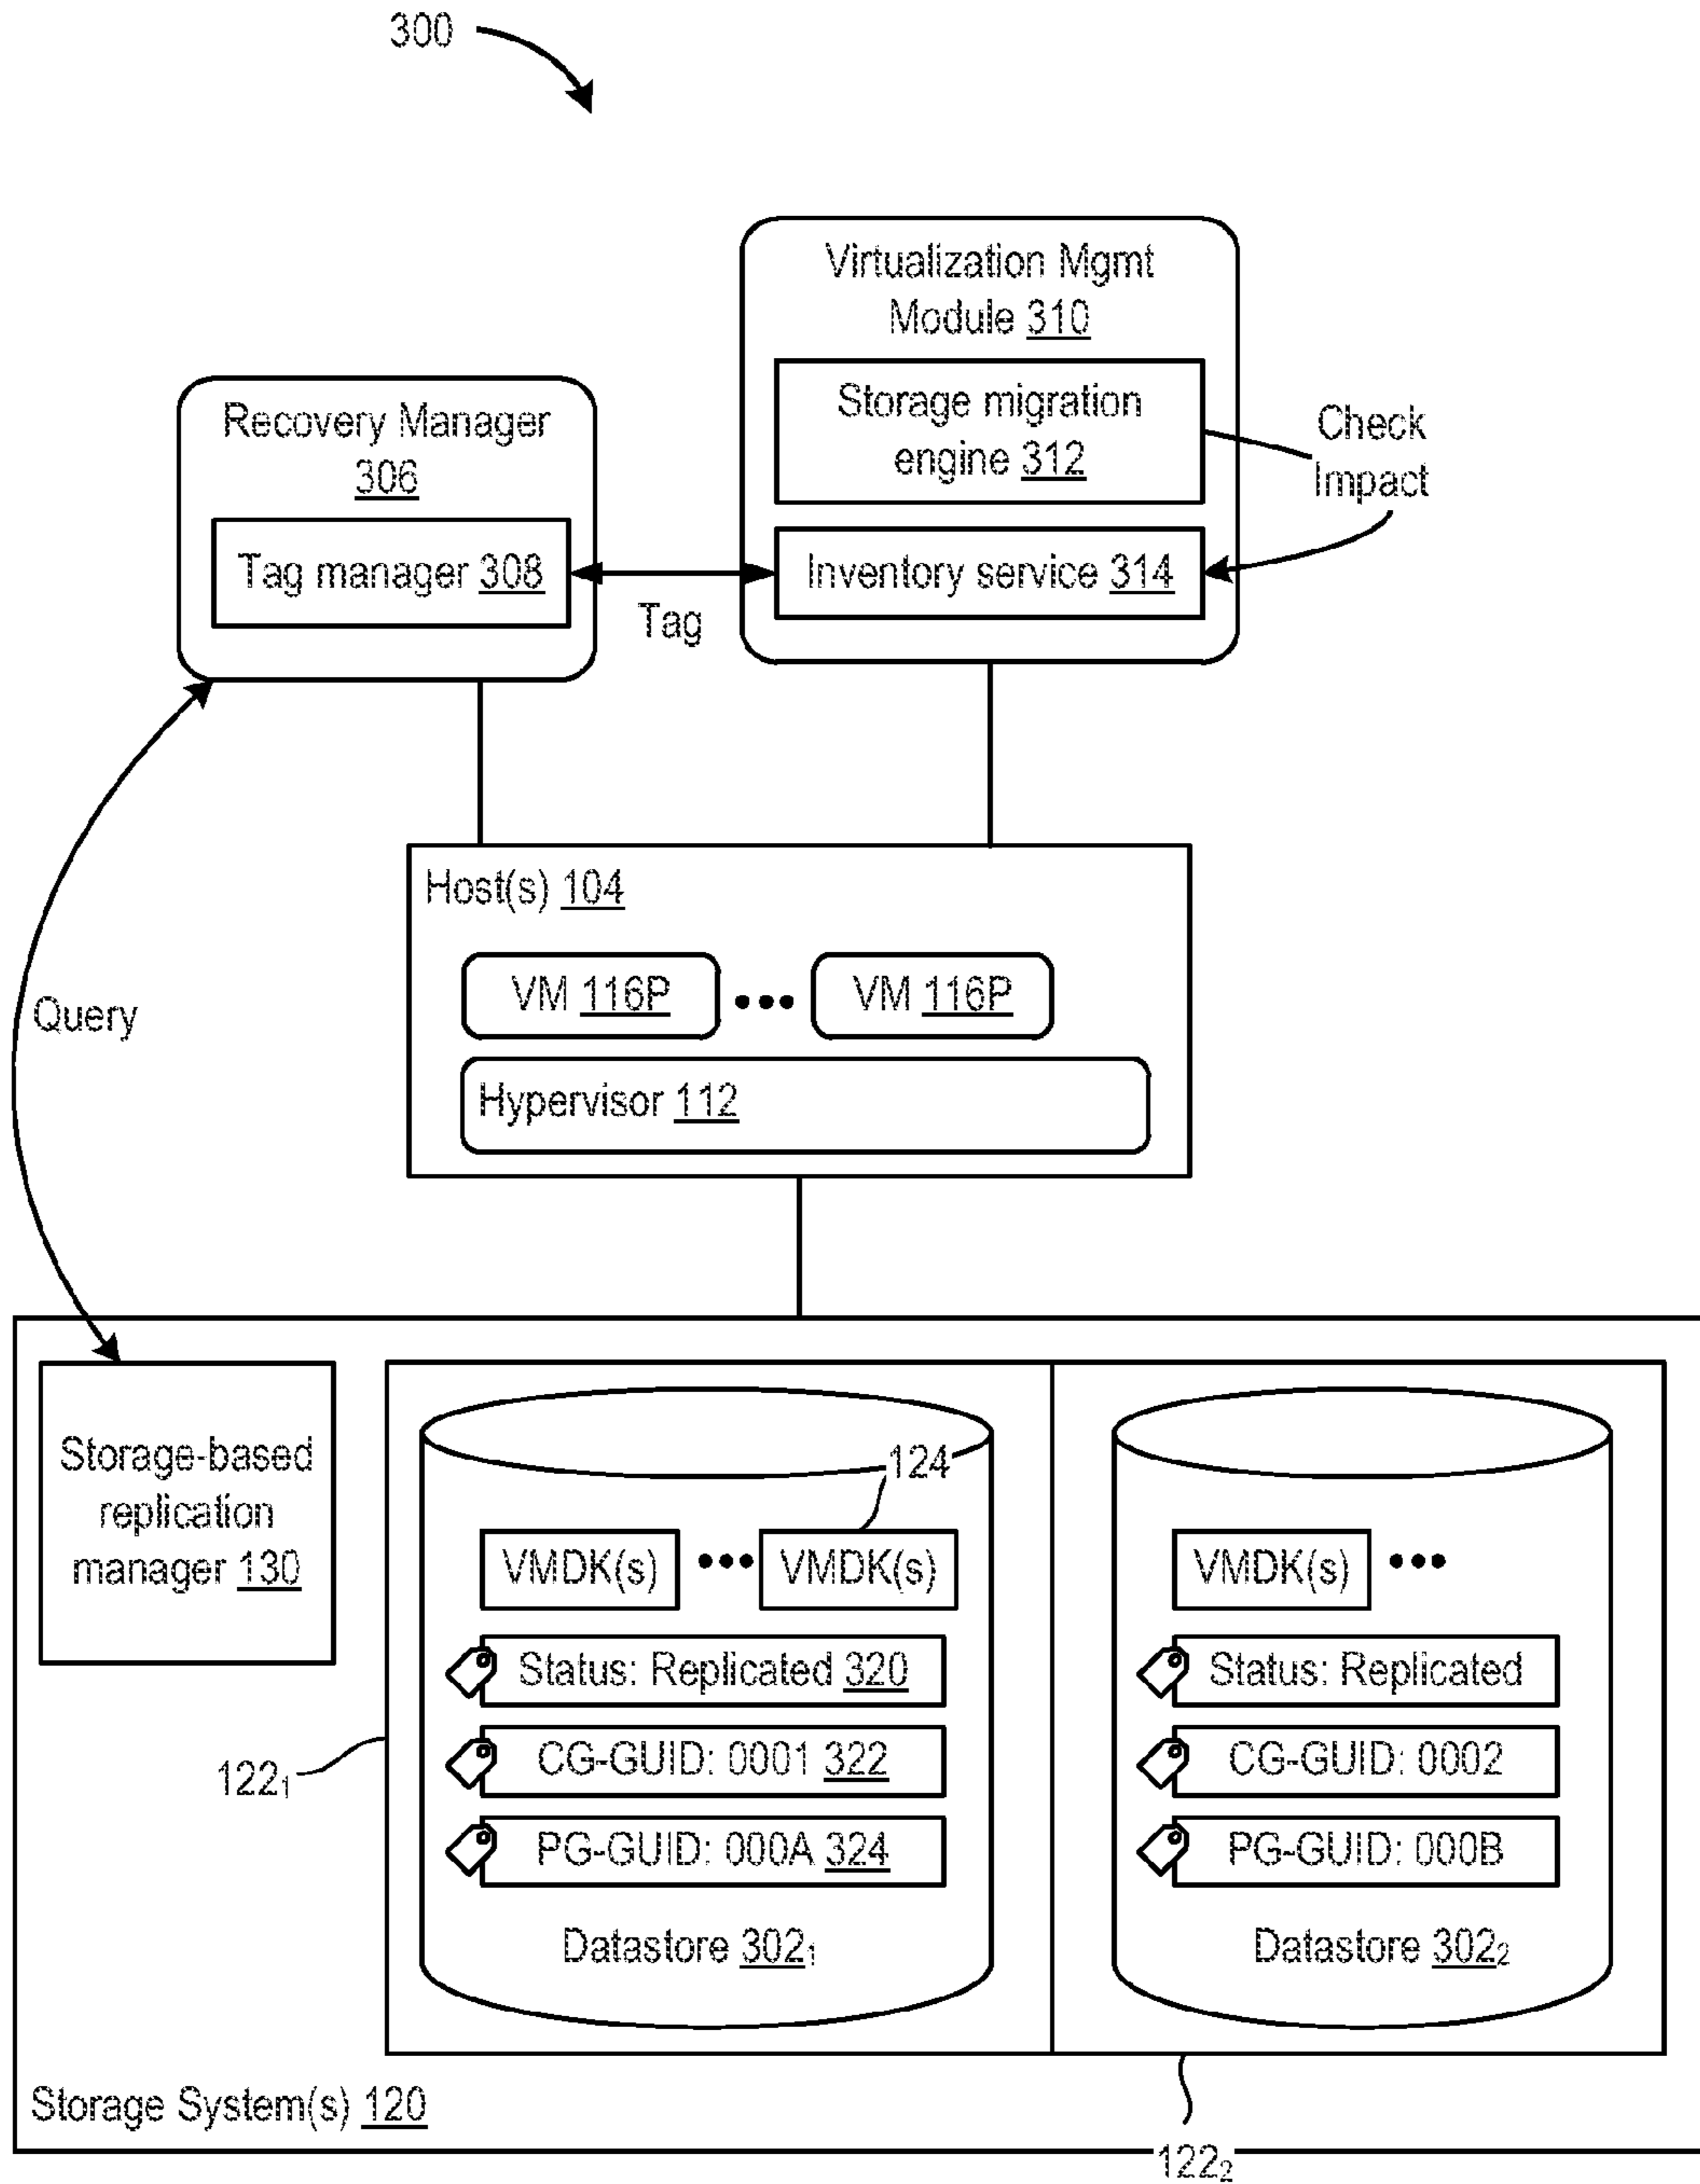 300
Virtualization Mgmt
Module 310
Storage migration
engine 312
Check
Impact
Inventory service 314
Recovery Manager
306
Tag manager 308
Tag
Host(s) 104
VM 116P ••• VM 116P
Hypervisor 112
Query
Storage-based
replication
manager 130
124
VMDK(s) ••• VMDK(s)
Status: Replicated 320
CG-GUID: 0001 322
PG-GUID: 000A 324
Datastore 302₁
122₁
VMDK(s) •••
Status: Replicated
CG-GUID: 0002
PG-GUID: 000B
Datastore 302₂
Storage System(s) 120
122₂